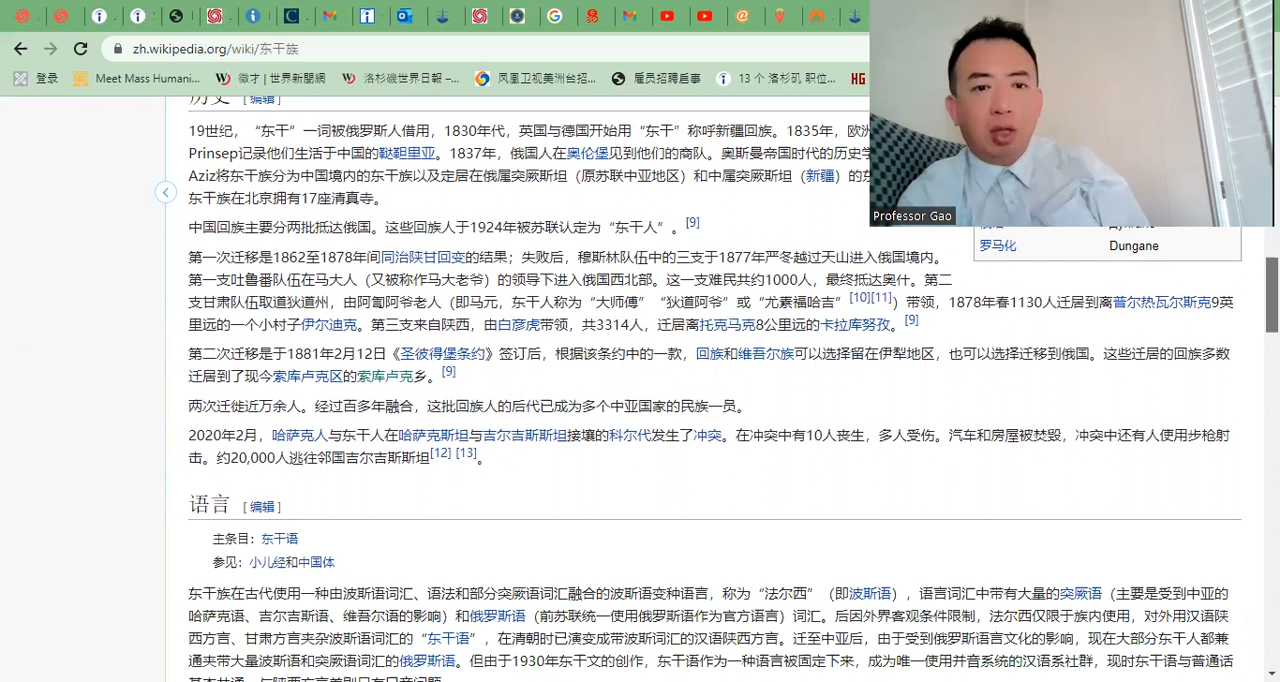 zh.wikipedia.org/wiki/东干族
登录 Meet Mass Humani... 微才 | 世界新聞網 洛杉磯世界日報 –... 凤凰卫视美洲台招... 雇员招聘启事 13 个 洛杉矶 职位... HG
历史 [编辑]
19世纪，“东干”一词被俄罗斯人借用，1830年代，英国与德国开始用“东干”称呼新疆回族。1835年，欧洲
Prinsep记录他们生活于中国的鞑靼里亚。1837年，俄国人在奥伦堡见到他们的商队。奥斯曼帝国时代的历史学
Aziz将东干族分为中国境内的东干族以及定居在俄属突厥斯坦（原苏联中亚地区）和中属突厥斯坦（新疆）的东
东干族在北京拥有17座清真寺。
中国回族主要分两批抵达俄国。这些回族人于1924年被苏联认定为“东干人”。[9]
第一次迁移是1862至1878年间同治陕甘回变的结果；失败后，穆斯林队伍中的三支于1877年严冬越过天山进入俄国境内。
第一支吐鲁番队伍在马大人（又被称作马大老爷）的领导下进入俄国西北部。这一支难民共约1000人，最终抵达奥什。第二
支甘肃队伍取道狄道州，由阿訇阿爷老人（即马元，东干人称为“大师傅”“狄道阿爷”或“尤素福哈吉”[10][11]）带领，1878年春1130人迁居到离普尔热瓦尔斯克9英
里远的一个小村子伊尔迪克。第三支来自陕西，由白彦虎带领，共3314人，迁居离托克马克8公里远的卡拉库努孜。[9]
第二次迁移是于1881年2月12日《圣彼得堡条约》签订后，根据该条约中的一款，回族和维吾尔族可以选择留在伊犁地区，也可以选择迁移到俄国。这些迁居的回族多数
迁居到了现今索库卢克区的索库卢克乡。[9]
两次迁徙近万余人。经过百多年融合，这批回族人的后代已成为多个中亚国家的民族一员。
2020年2月，哈萨克人与东干人在哈萨克斯坦与吉尔吉斯斯坦接壤的科尔代发生了冲突。在冲突中有10人丧生，多人受伤。汽车和房屋被焚毁，冲突中还有人使用步枪射
击。约20,000人逃往邻国吉尔吉斯斯坦[12] [13]。
语言 [编辑]
主条目：东干语
参见：小儿经和中国体
东干族在古代使用一种由波斯语词汇、语法和部分突厥语词汇融合的波斯语变种语言，称为“法尔西”（即波斯语），语言词汇中带有大量的突厥语（主要是受到中亚的
哈萨克语、吉尔吉斯语、维吾尔语的影响）和俄罗斯语（前苏联统一使用俄罗斯语作为官方语言）词汇。后因外界客观条件限制，法尔西仅限于族内使用，对外用汉语陕
西方言、甘肃方言夹杂波斯语词汇的“东干语”，在清朝时已演变成带波斯词汇的汉语陕西方言。迁至中亚后，由于受到俄罗斯语言文化的影响，现在大部分东干人都兼
通夹带大量波斯语和突厥语词汇的俄罗斯语。但由于1930年东干文的创作，东干语作为一种语言被固定下来，成为唯一使用并音系统的汉语系社群，现时东干语与普通话
Professor Gao
罗马化 Dungane